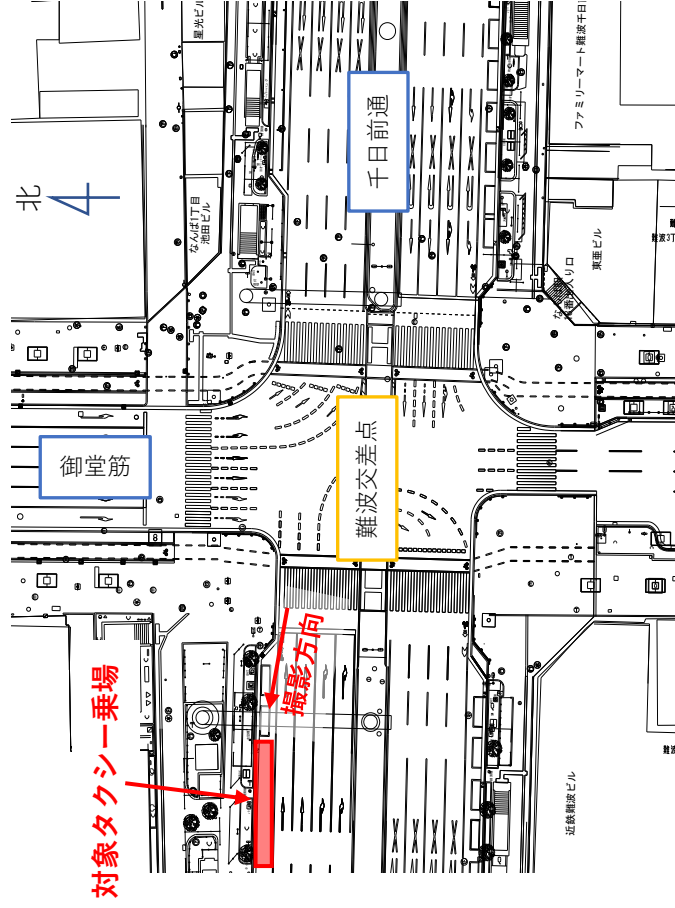 星光ビル
ファミリーマート難波千日
千日前通
北
なんば1丁目
池田ビル
東亜ビル
御堂筋
難波交差点
撮影方向
対象タクシー乗場
近鉄難波ビル